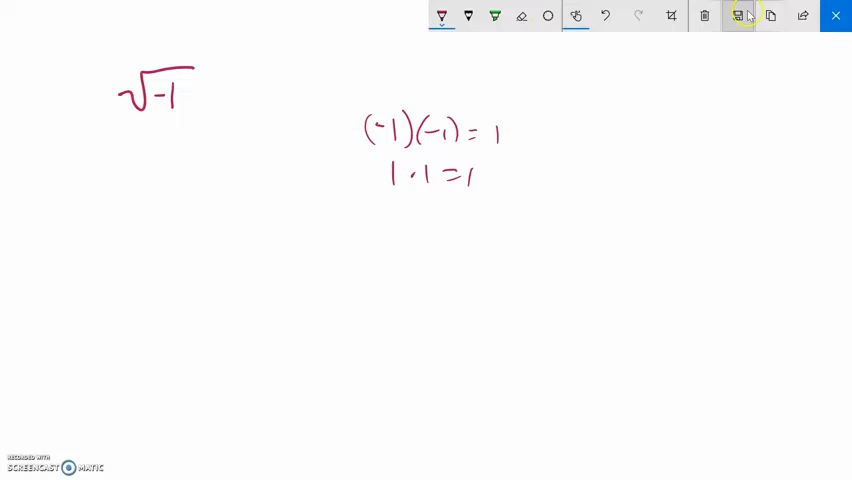 √-1
(-1)(-1) = 1
1 · 1 = 1
RECORDED WITH
SCREENCAST MATIC